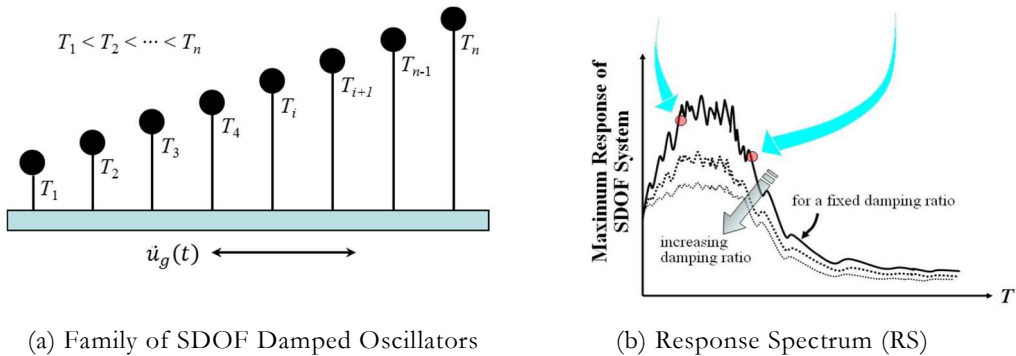 T₁ < T₂ < ··· < Tₙ
T₁
T₂
T₃
T₄
Tᵢ
Tᵢ₊₁
Tₙ₋₁
Tₙ
ü_g(t)
(a) Family of SDOF Damped Oscillators
Maximum Response of
SDOF System
for a fixed damping ratio
increasing
damping ratio
T
(b) Response Spectrum (RS)